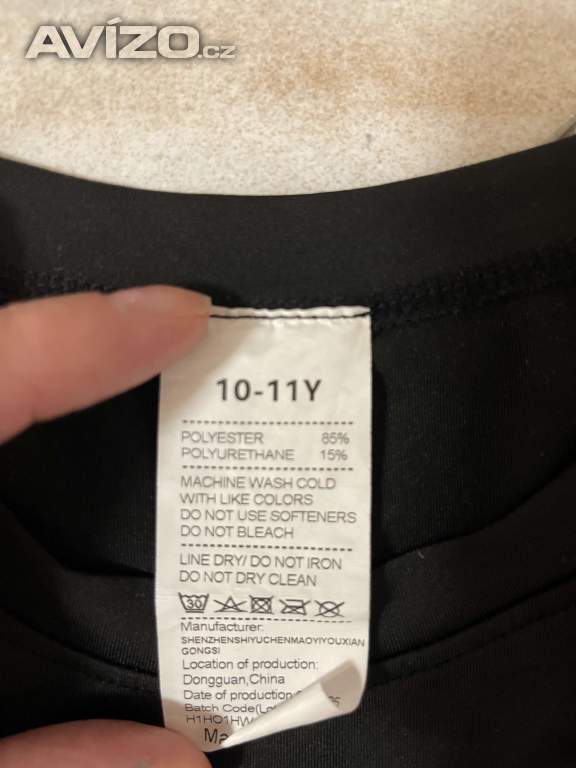 AVÍZO.cz
10-11Y
POLYESTER 85%
POLYURETHANE 15%
MACHINE WASH COLD
WITH LIKE COLORS
DO NOT USE SOFTENERS
DO NOT BLEACH
LINE DRY/ DO NOT IRON
DO NOT DRY CLEAN
30
Manufacturer:
SHENZHENSHIYUCHENMAOYIYOUXIAN
GONGSI
Location of production:
Dongguan,China
Date of production
Batch Code(
H1HO1HW